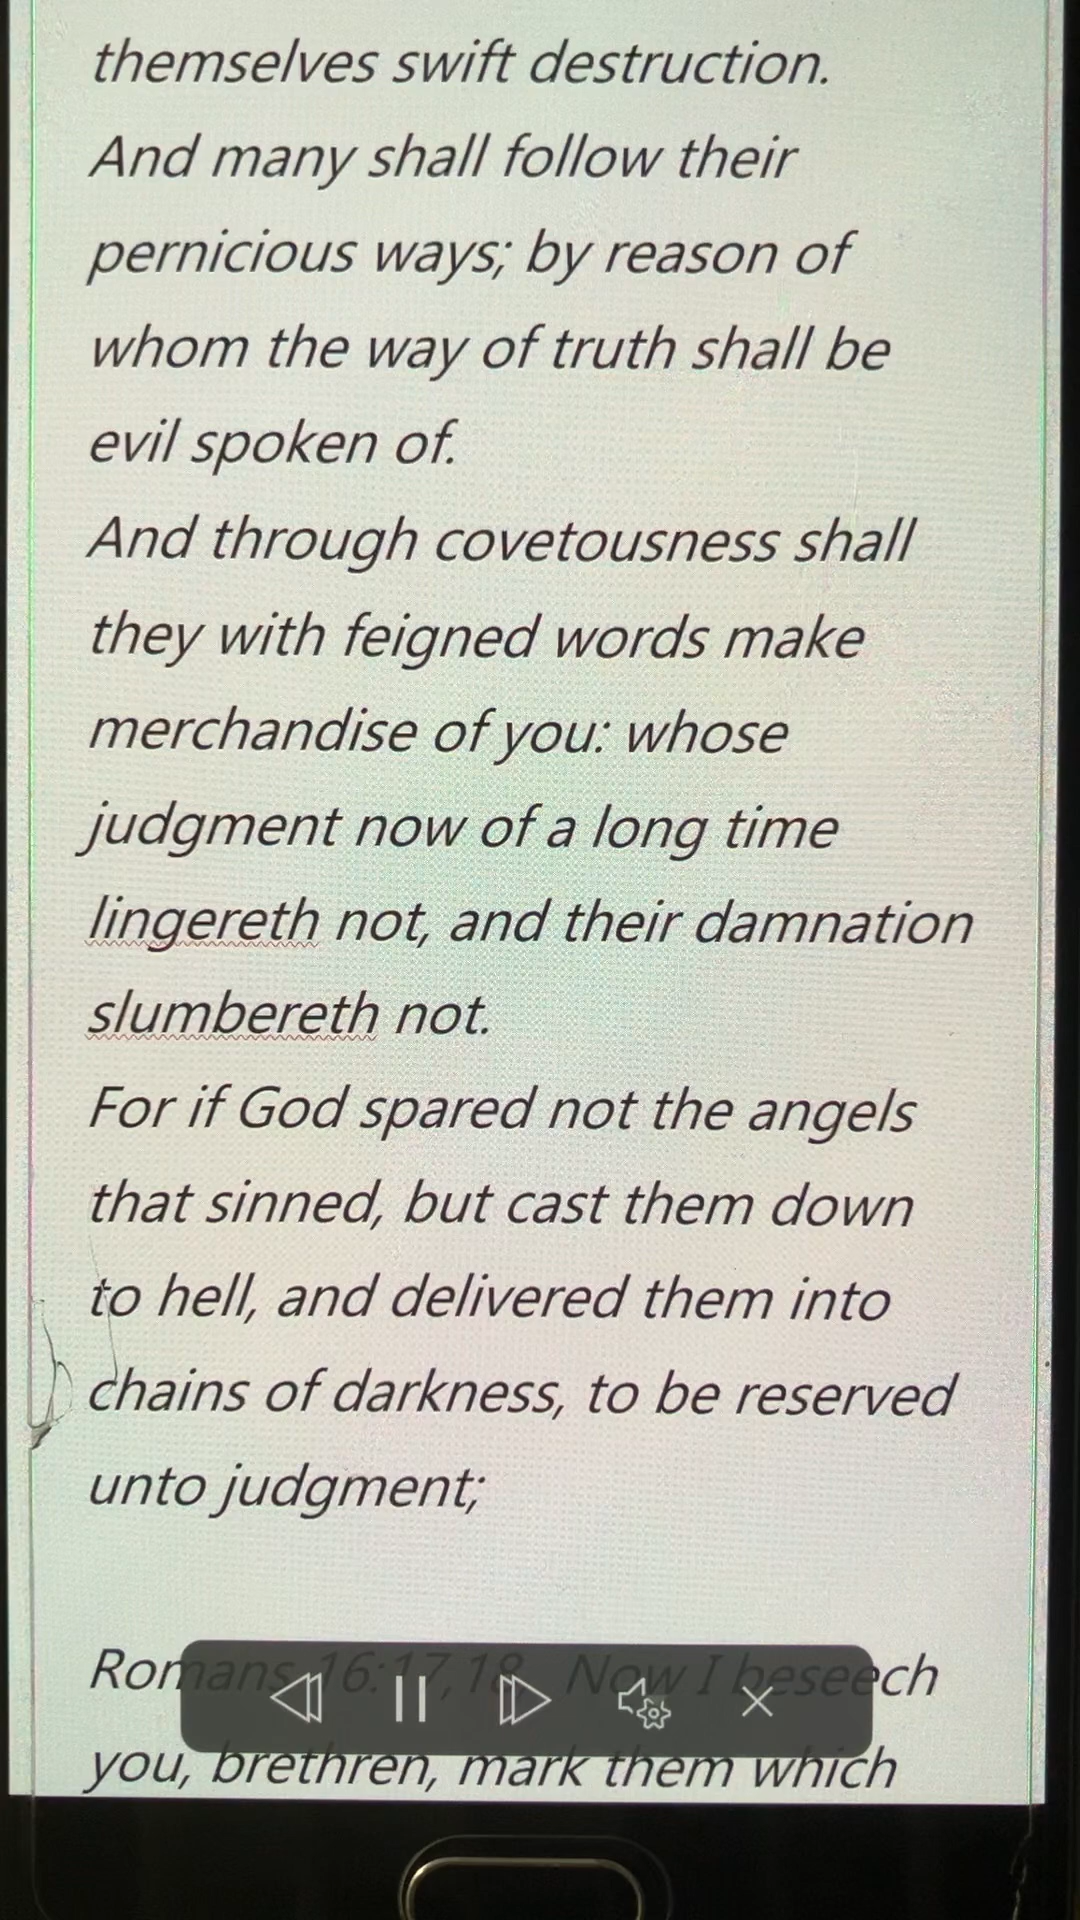 themselves swift destruction.
And many shall follow their
pernicious ways; by reason of
whom the way of truth shall be
evil spoken of.
And through covetousness shall
they with feigned words make
merchandise of you: whose
judgment now of a long time
lingereth not, and their damnation
slumbereth not.
For if God spared not the angels
that sinned, but cast them down
to hell, and delivered them into
chains of darkness, to be reserved
unto judgment;
Romans 16:17,18 Now I beseech
you, brethren, mark them which